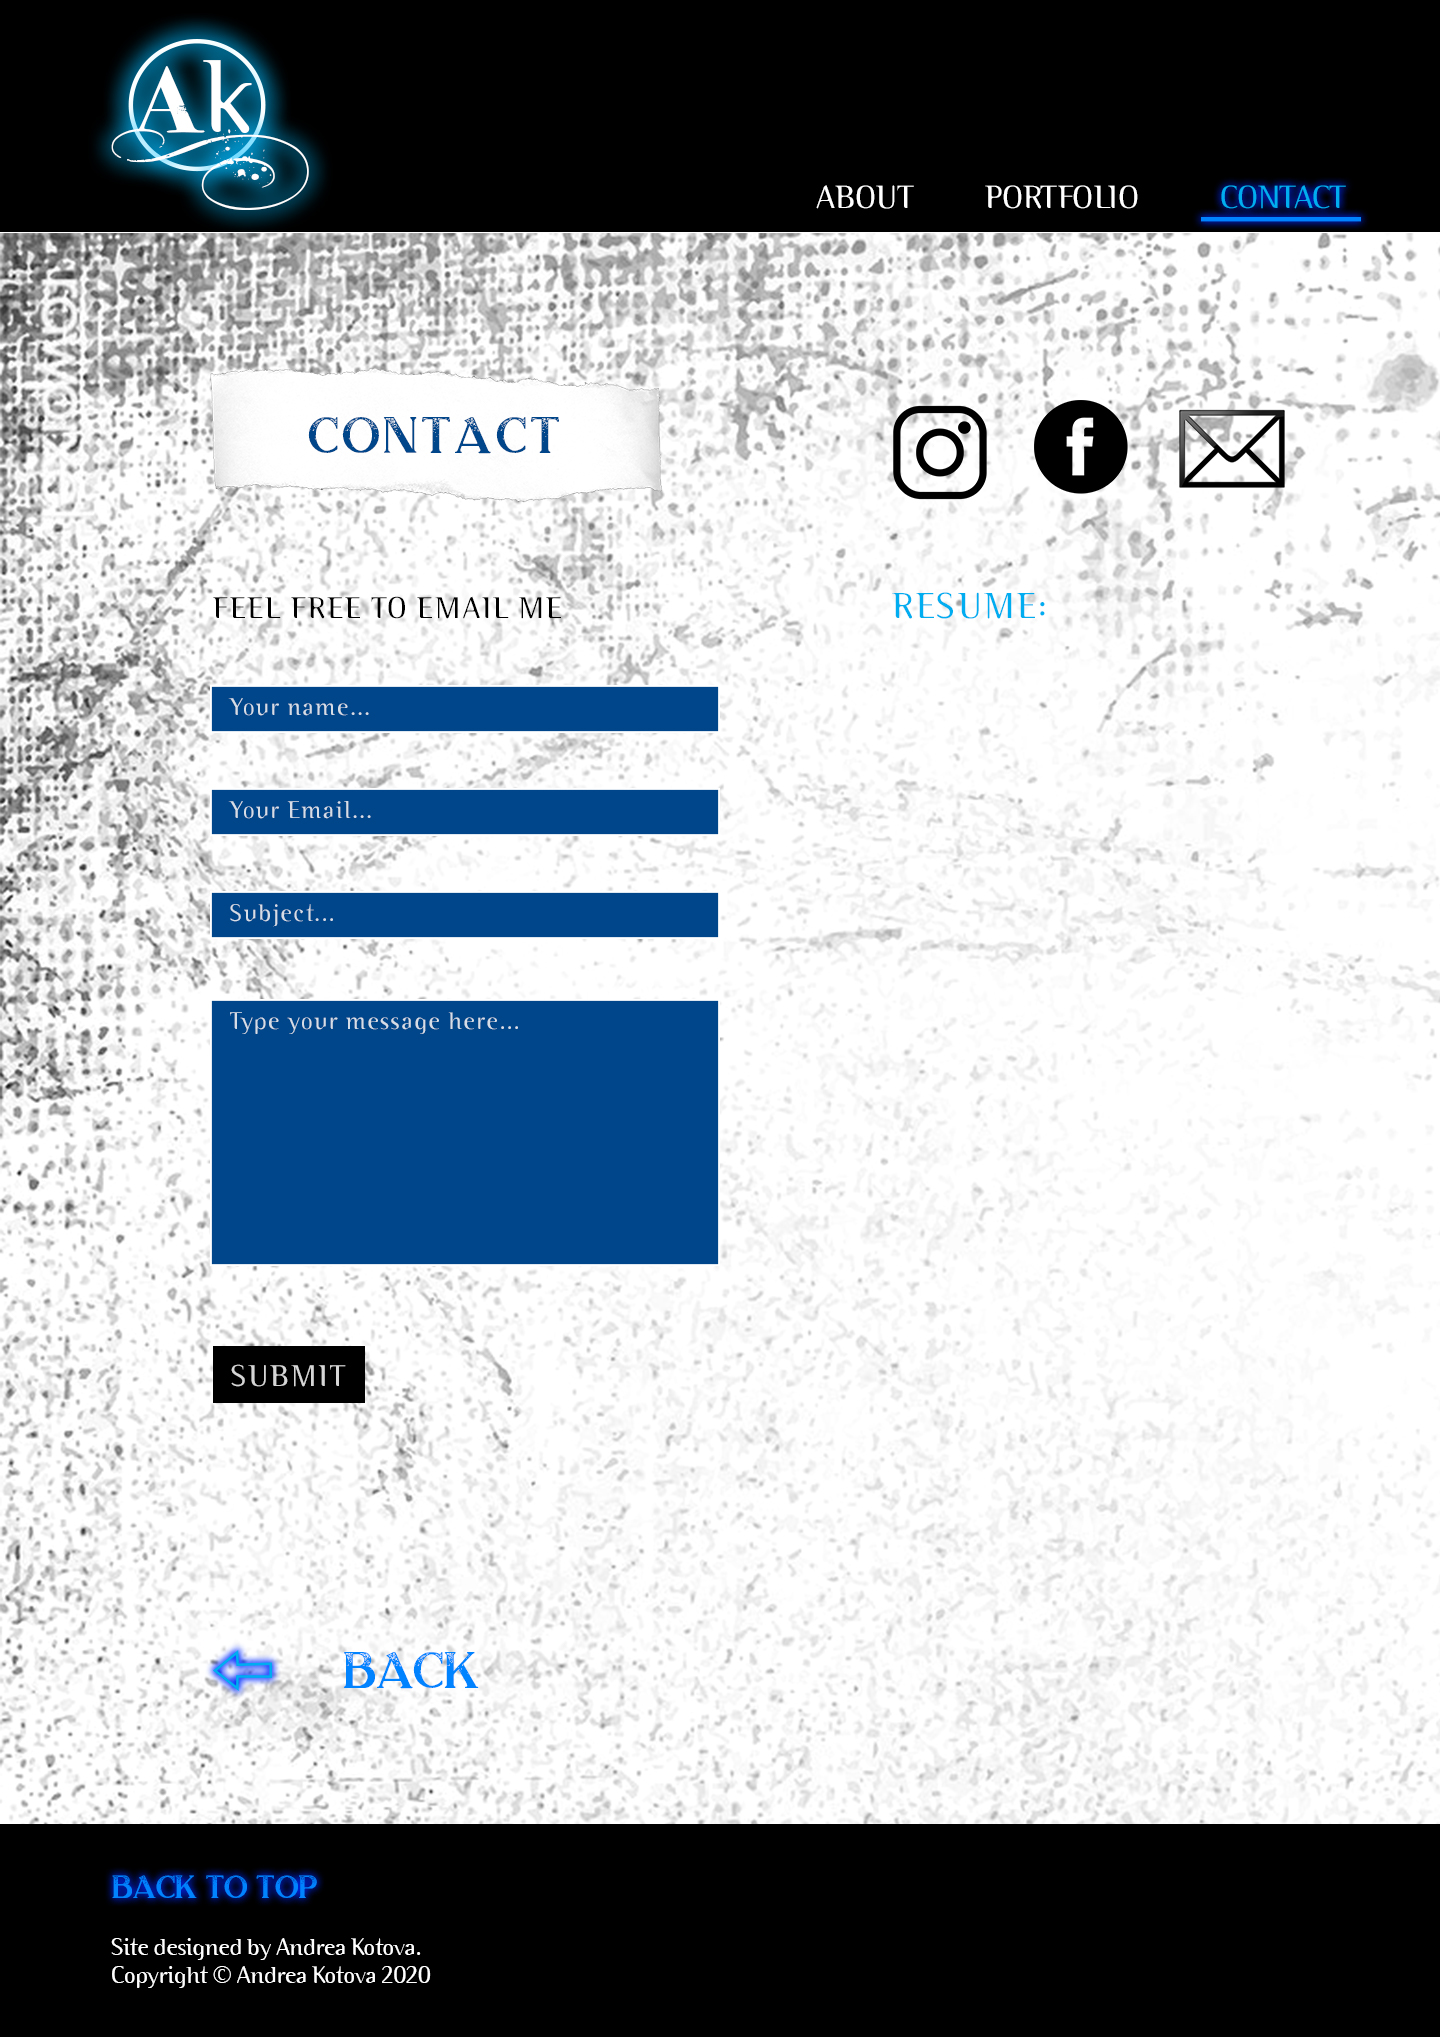 Ak
ABOUT PORTFOLIO CONTACT
CONTACT
FEEL FREE TO EMAIL ME
RESUME:
Your name...
Your Email...
Subject...
Type your message here...
SUBMIT
BACK
BACK TO TOP
Site designed by Andrea Kotova.
Copyright © Andrea Kotova 2020